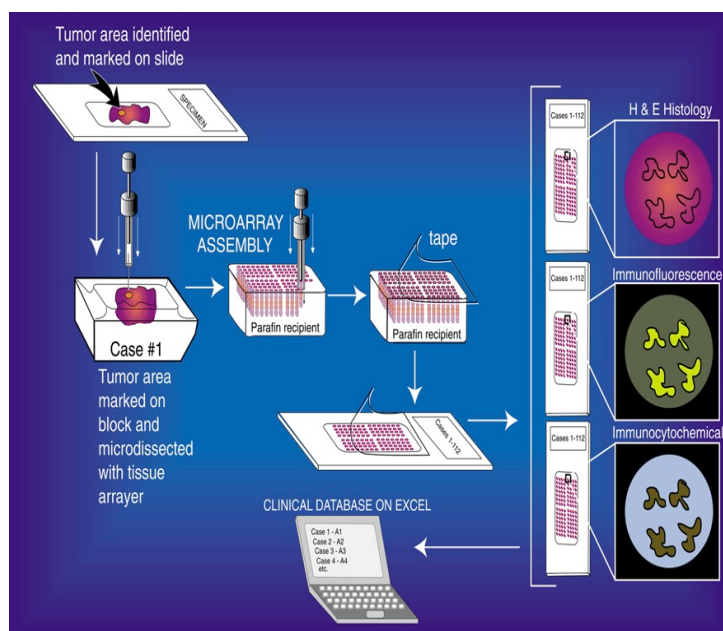 Tumor area identified
and marked on slide
SPECIMEN
Case #1
Tumor area
marked on
block and
microdissected
with tissue
arrayer
MICROARRAY
ASSEMBLY
Parafin recipient
tape
Parafin recipient
Cases 1-112
Cases 1-112
H & E Histology
Cases 1-112
Immunofluorescence
Cases 1-112
Immunocytochemical
CLINICAL DATABASE ON EXCEL
Case 1 - A1
Case 2 - A2
Case 3 - A3
Case 4 - A4
etc.